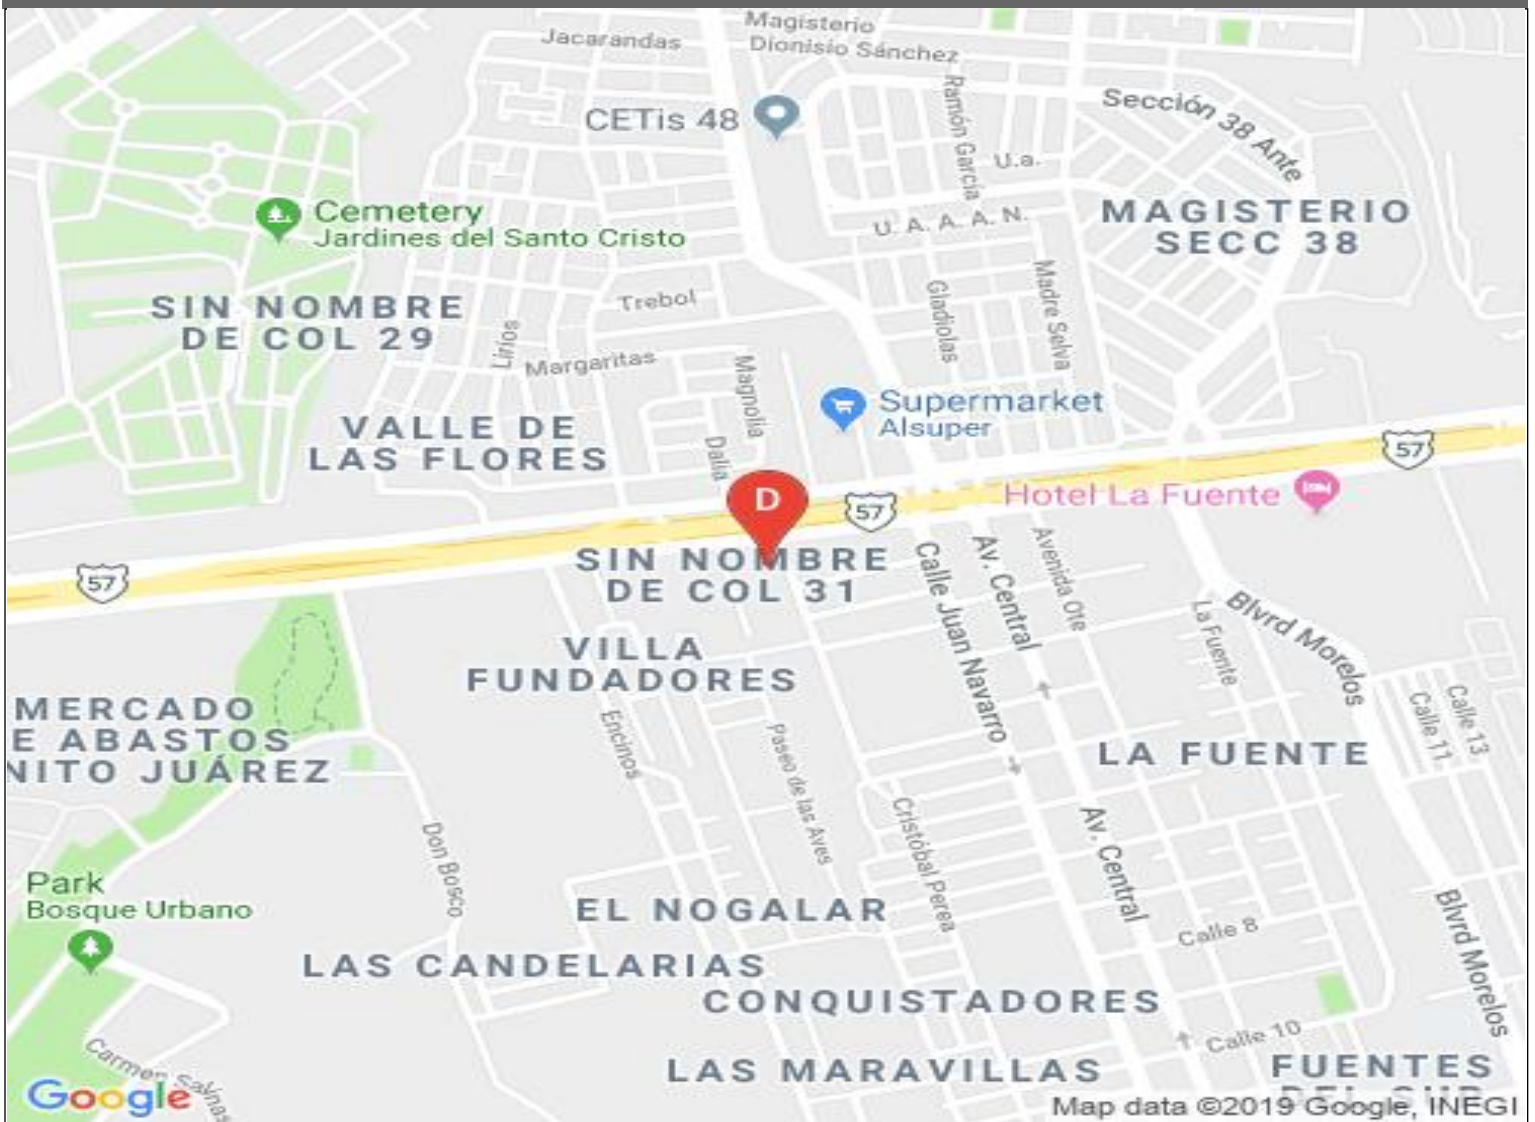 Magisterio
Dionisio Sánchez
Jacarandas
Ramón García
Sección 38 Ante
CETis 48
U.a.
Cemetery
Jardines del Santo Cristo
U. A. A. A. N.
MAGISTERIO
SECC 38
SIN NOMBRE
DE COL 29
Trebol
Lirios
Margaritas
Magnolia
Gladiolas
Madre Selva
Supermarket
Alsuper
VALLE DE
LAS FLORES
Dalia
57
D
57
Hotel La Fuente
57
SIN NOMBRE
DE COL 31
Calle Juan Navarro
Av. Central
Avenida Ote
La Fuente
Blvrd Morelos
VILLA
FUNDADORES
MERCADO
E ABASTOS
NITO JUÁREZ
Encinos
Paseo de las Aves
LA FUENTE
Calle 11
Calle 13
Don Bosco
Cristóbal Perea
Av. Central
Park
Bosque Urbano
EL NOGALAR
Calle 8
Blvrd Morelos
LAS CANDELARIAS
CONQUISTADORES
Calle 10
Carmen Salinas
LAS MARAVILLAS
FUENTES
DEL SUR
Google
Map data ©2019 Google, INEGI